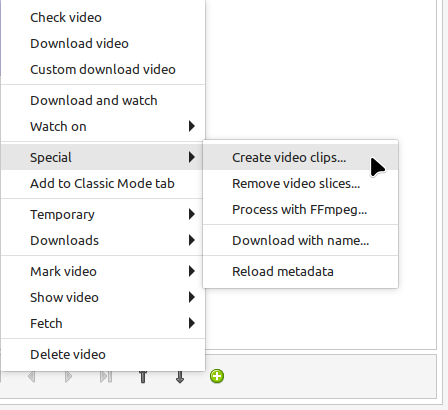 Check video
Download video
Custom download video
Download and watch
Watch on
Special
Add to Classic Mode tab
Temporary
Downloads
Mark video
Show video
Fetch
Delete video
Create video clips...
Remove video slices...
Process with FFmpeg...
Download with name...
Reload metadata